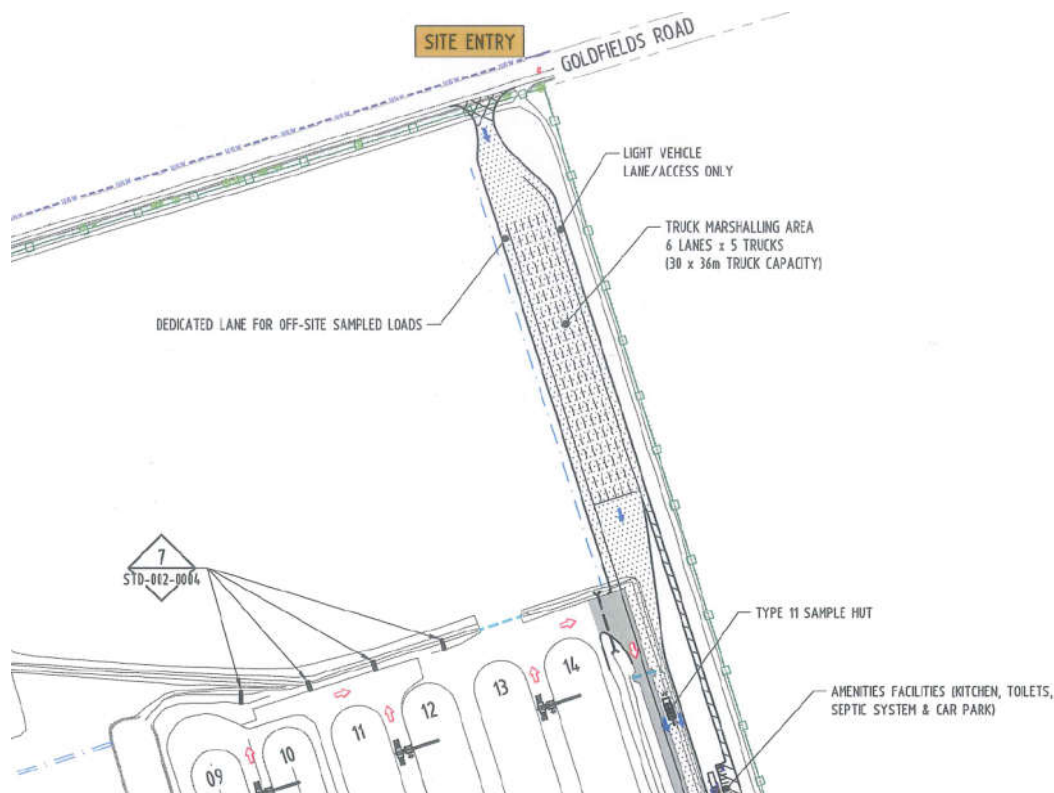 SITE ENTRY
GOLDFIELDS ROAD
LIGHT VEHICLE
LANE/ACCESS ONLY
TRUCK MARSHALLING AREA
6 LANES x 5 TRUCKS
(30 x 36m TRUCK CAPACITY)
DEDICATED LANE FOR OFF-SITE SAMPLED LOADS
7
STD-002-0004
TYPE 11 SAMPLE HUT
AMENITIES FACILITIES (KITCHEN, TOILETS,
SEPTIC SYSTEM & CAR PARK)
14
13
12
11
10
09